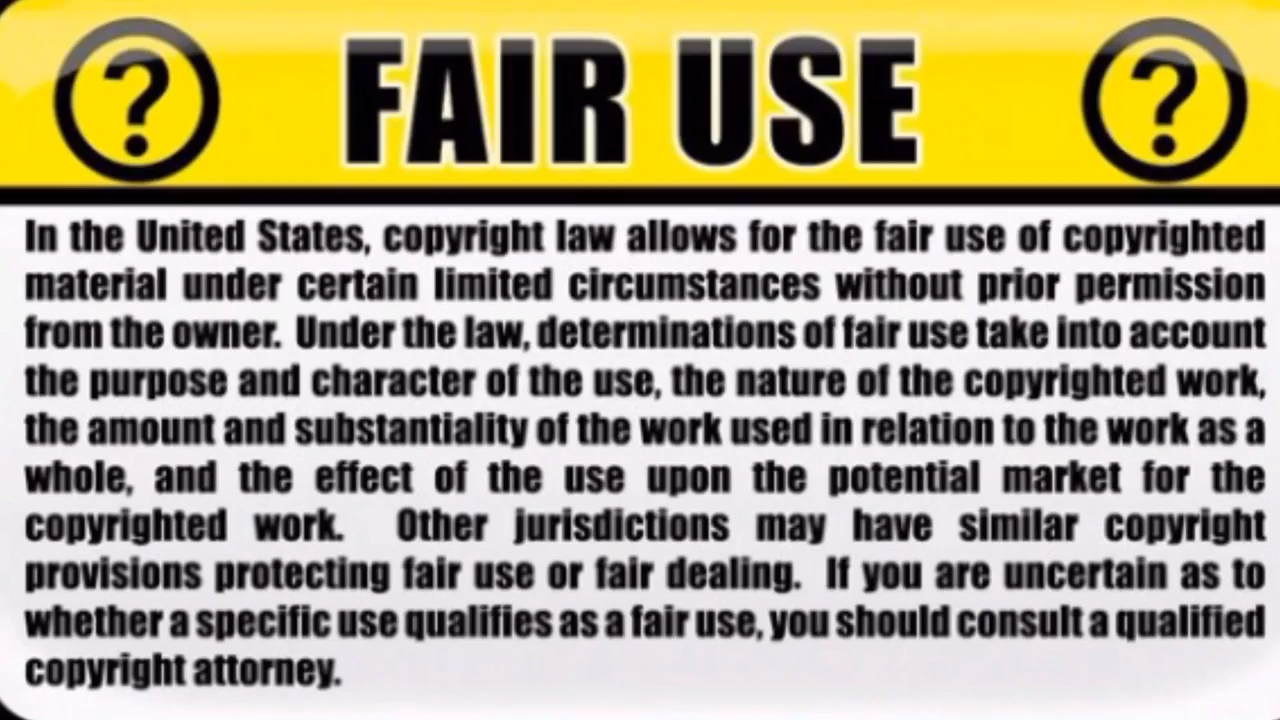 ? FAIR USE ?
In the United States, copyright law allows for the fair use of copyrighted
material under certain limited circumstances without prior permission
from the owner. Under the law, determinations of fair use take into account
the purpose and character of the use, the nature of the copyrighted work,
the amount and substantiality of the work used in relation to the work as a
whole, and the effect of the use upon the potential market for the
copyrighted work. Other jurisdictions may have similar copyright
provisions protecting fair use or fair dealing. If you are uncertain as to
whether a specific use qualifies as a fair use, you should consult a qualified
copyright attorney.